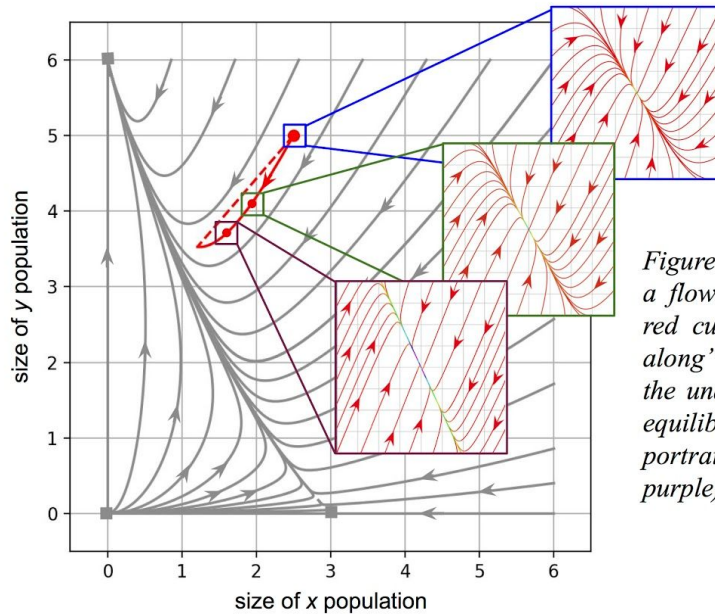 6
5
4
3
2
1
0
0 1 2 3 4 5 6
size of y population
size of x population
Figure
a flow
red cu
along’
the un
equilib
portra
purple)